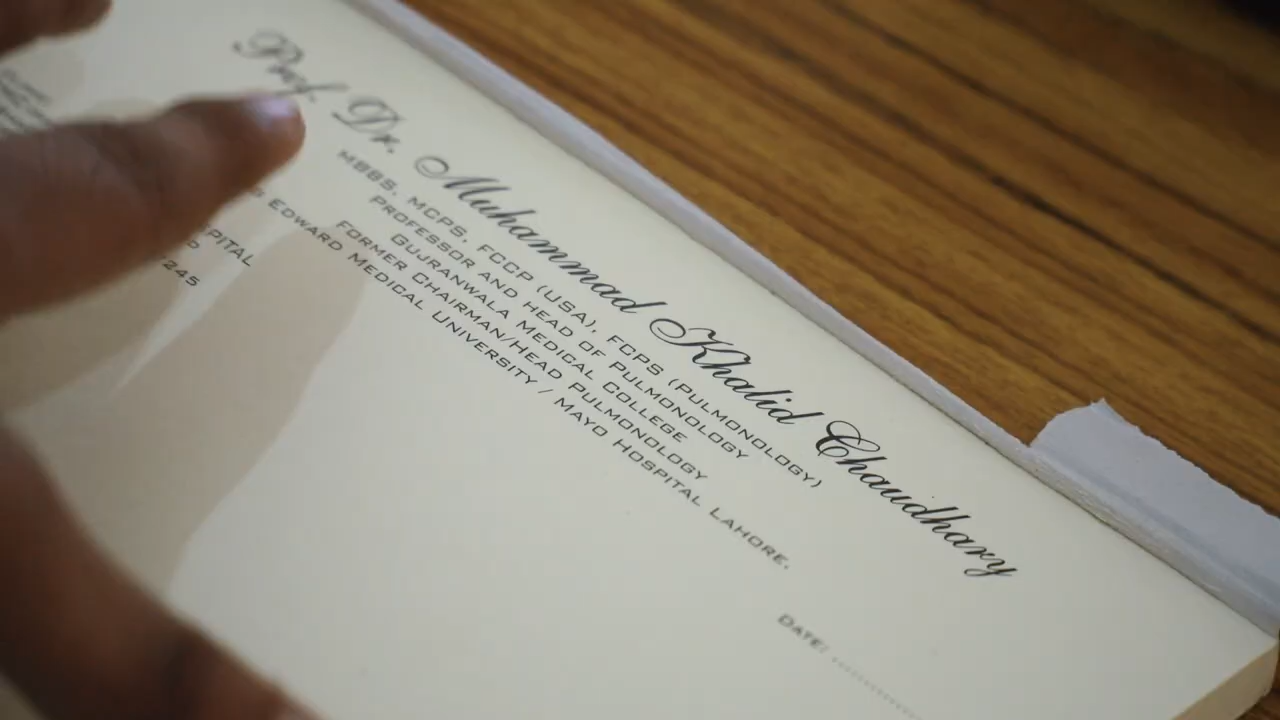 Prof. Dr. Muhammad Khalid Chaudhary
MBBS, MCPS, FCCP (USA), FCPS (Pulmonology)
Professor and Head of Pulmonology
Gujranwala Medical College
Former Chairman/Head Pulmonology
Edward Medical University / Mayo Hospital Lahore.
Date: